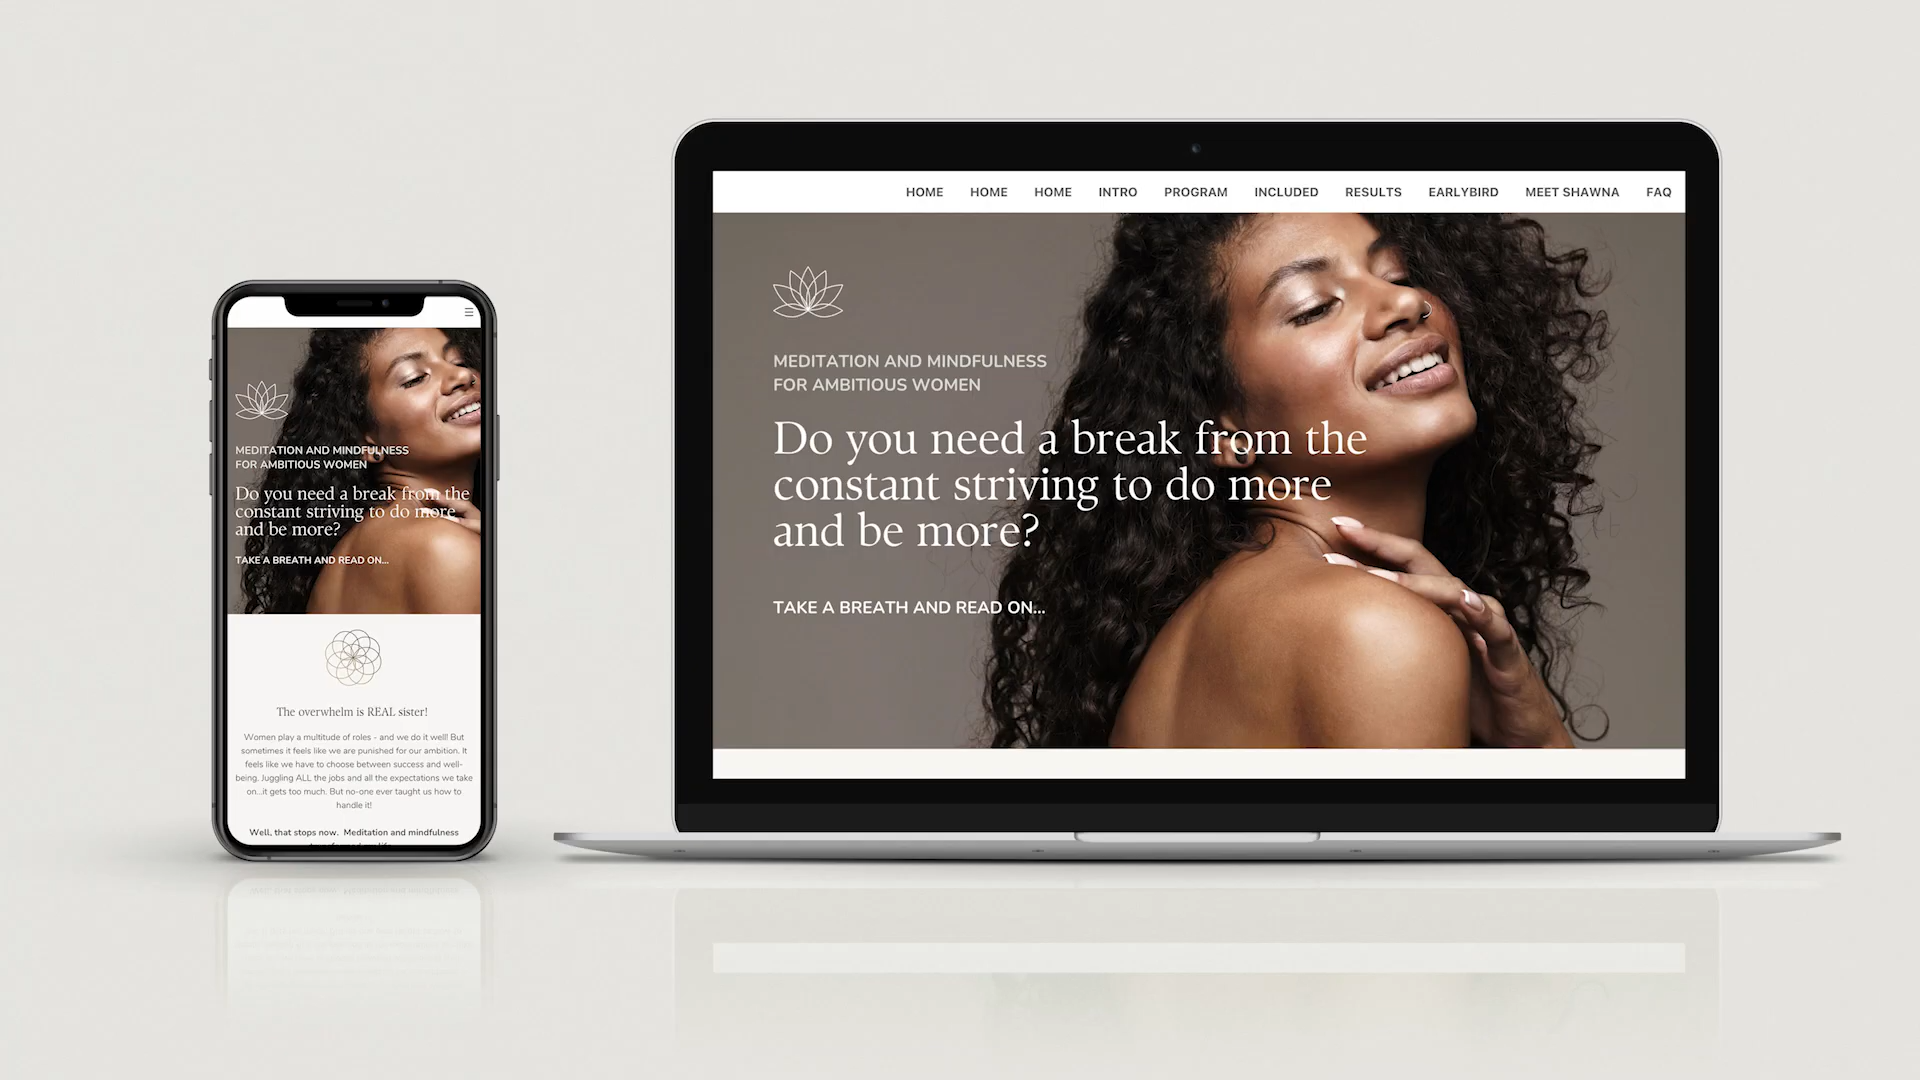 MEDITATION AND MINDFULNESS
FOR AMBITIOUS WOMEN
Do you need a break from the
constant striving to do more
and be more?
TAKE A BREATH AND READ ON...
The overwhelm is REAL sister!
Women play a multitude of roles - and we do it well! But
sometimes it feels like we are punished for our ambition. It
feels like we have to choose between success and well-
being. Juggling ALL the jobs and all the expectations we take
on...it gets too much. But no-one ever taught us how to
handle it!
Well, that stops now. Meditation and mindfulness
HOME HOME HOME INTRO PROGRAM INCLUDED RESULTS EARLYBIRD MEET SHAWNA FAQ
MEDITATION AND MINDFULNESS
FOR AMBITIOUS WOMEN
Do you need a break from the
constant striving to do more
and be more?
TAKE A BREATH AND READ ON...